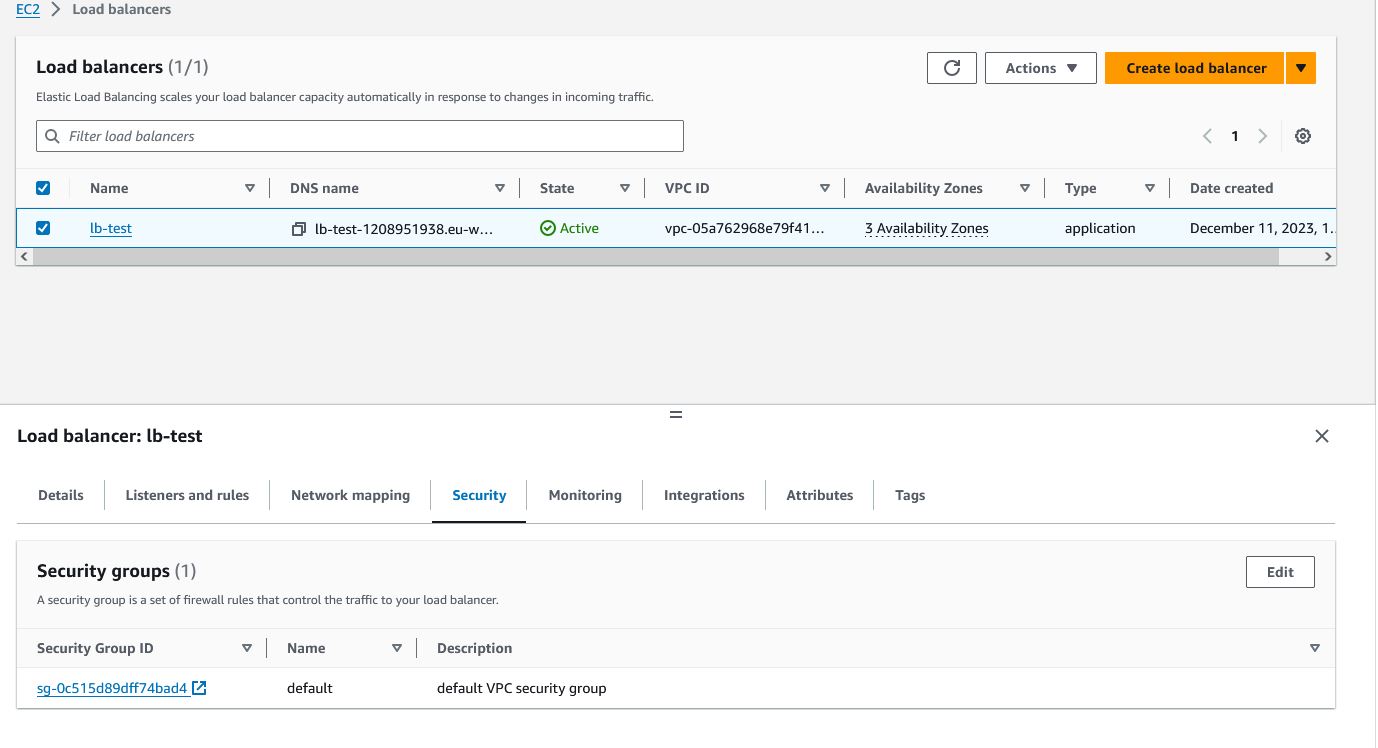 EC2 > Load balancers
Load balancers (1/1)
Actions
Create load balancer
Elastic Load Balancing scales your load balancer capacity automatically in response to changes in incoming traffic.
Filter load balancers
1
Name DNS name State VPC ID Availability Zones Type Date created
lb-test lb-test-1208951938.eu-w... Active vpc-05a762968e79f41... 3 Availability Zones application December 11, 2023, 1..
Load balancer: lb-test
Details Listeners and rules Network mapping Security Monitoring Integrations Attributes Tags
Security groups (1)
Edit
A security group is a set of firewall rules that control the traffic to your load balancer.
Security Group ID Name Description
sg-0c515d89dff74bad4 default default VPC security group